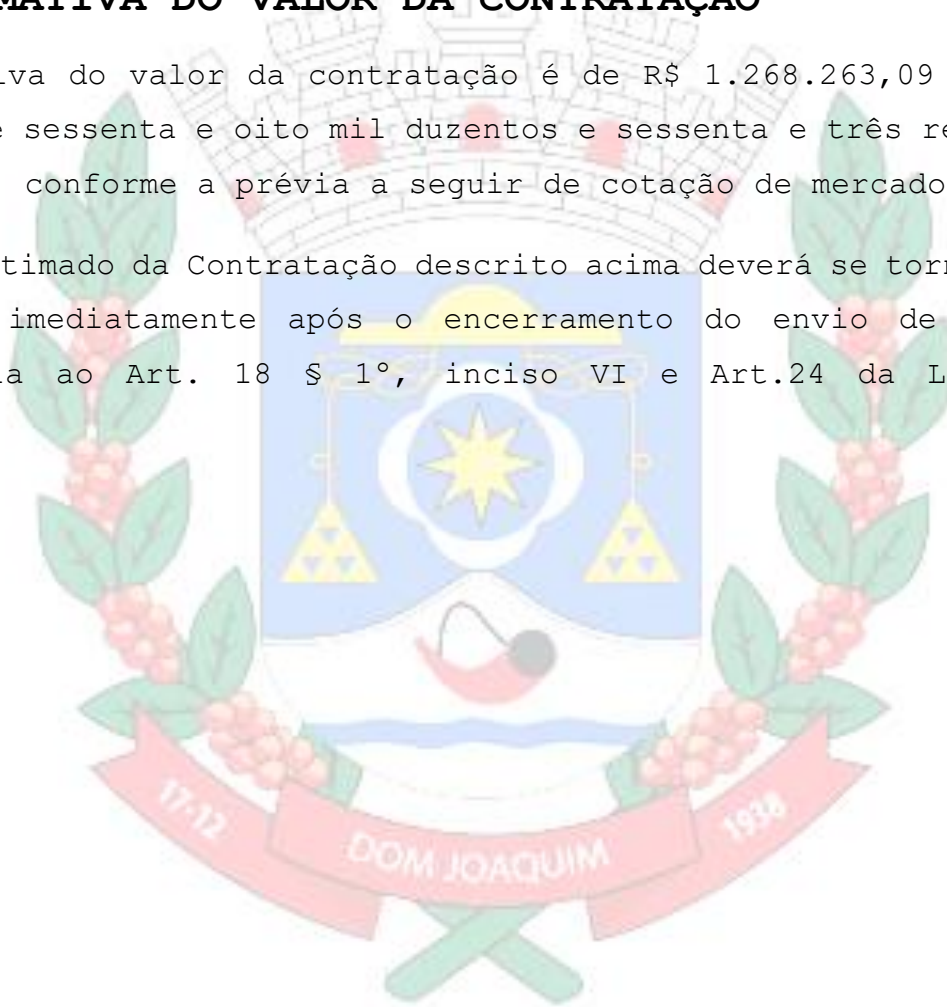 MATIVA DO VALOR DA CONTRATAÇÃO
iva do valor da contratação é de R$ 1.268.263,09
e sessenta e oito mil duzentos e sessenta e três re
conforme a prévia a seguir de cotação de mercado
timado da Contratação descrito acima deverá se torn
imediatamente após o encerramento do envio de
ia ao Art. 18 § 1º, inciso VI e Art.24 da L
17-12 DOM JOAQUIM 1938